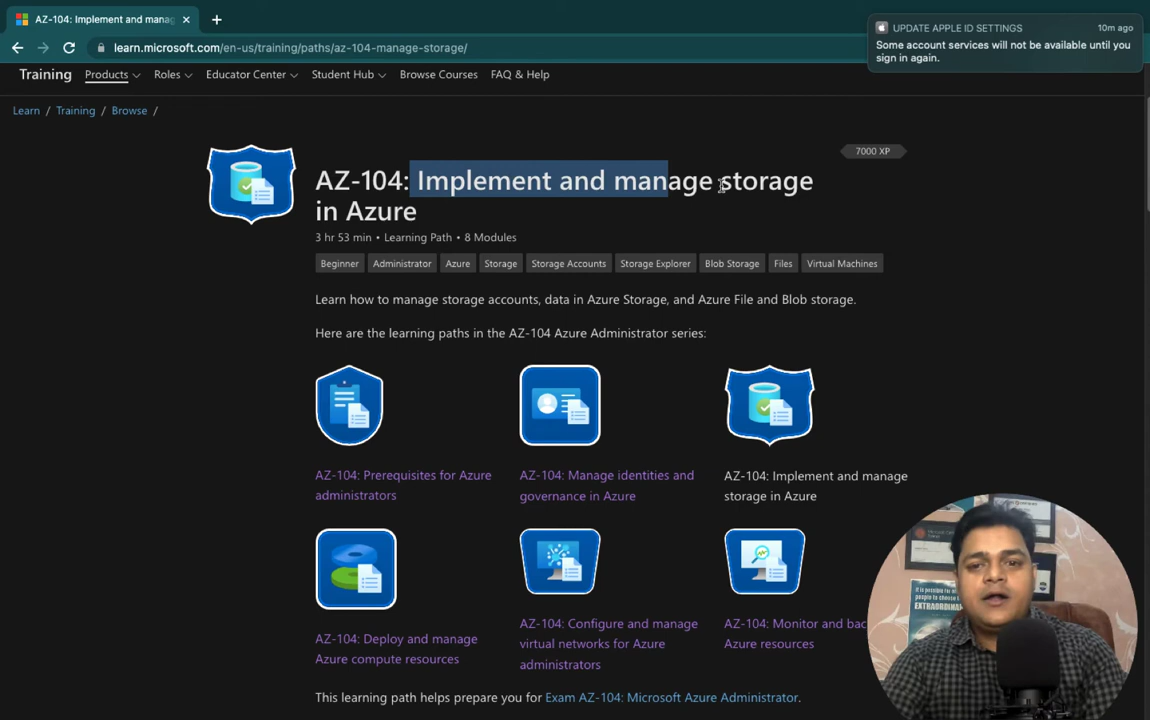 AZ-104: Implement and mana
UPDATE APPLE ID SETTINGS
10m ago
Some account services will not be available until you
sign in again.
learn.microsoft.com/en-us/training/paths/az-104-manage-storage/
Training Products Roles Educator Center Student Hub Browse Courses FAQ & Help
Learn / Training / Browse /
7000 XP
AZ-104: Implement and manage storage
in Azure
3 hr 53 min • Learning Path • 8 Modules
Beginner Administrator Azure Storage Storage Accounts Storage Explorer Blob Storage Files Virtual Machines
Learn how to manage storage accounts, data in Azure Storage, and Azure File and Blob storage.
Here are the learning paths in the AZ-104 Azure Administrator series:
AZ-104: Prerequisites for Azure
administrators
AZ-104: Manage identities and
governance in Azure
AZ-104: Implement and manage
storage in Azure
AZ-104: Deploy and manage
Azure compute resources
AZ-104: Configure and manage
virtual networks for Azure
administrators
AZ-104: Monitor and bac
Azure resources
EXTRAORDINA
This learning path helps prepare you for Exam AZ-104: Microsoft Azure Administrator.